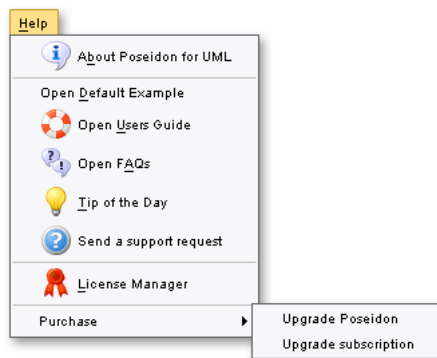 Help
About Poseidon for UML
Open Default Example
Open Users Guide
Open FAQs
Tip of the Day
Send a support request
License Manager
Purchase
Upgrade Poseidon
Upgrade subscription